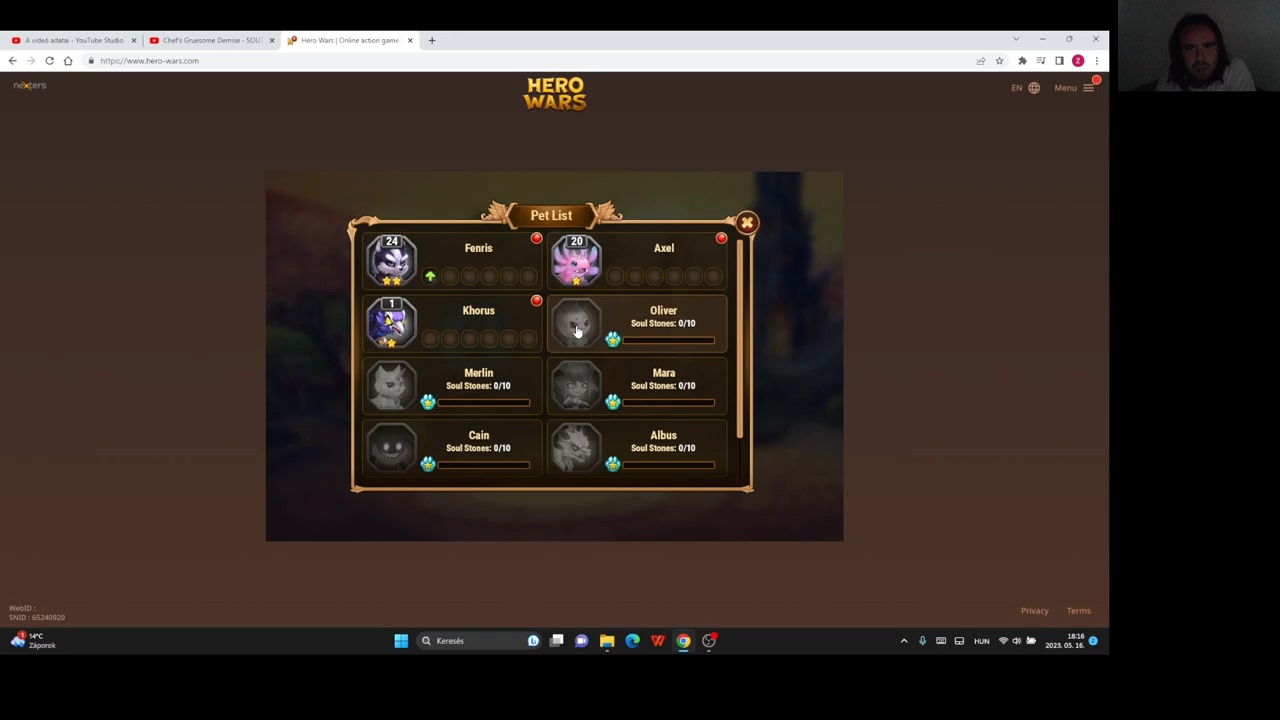 A videó adatai - YouTube Studio
Chef's Gruesome Demise - SOUT
Hero Wars | Online action game
https://www.hero-wars.com
Z
nexters
HERO
WARS
EN
Menu
Pet List
24
Fenris
20
Axel
1
Khorus
Oliver
Soul Stones: 0/10
Merlin
Soul Stones: 0/10
Mara
Soul Stones: 0/10
Cain
Soul Stones: 0/10
Albus
Soul Stones: 0/10
WebID :
SNID : 65240920
Privacy
Terms
1
14°C
Záporok
Keresés
HUN
18:16
2023. 05. 16.
2